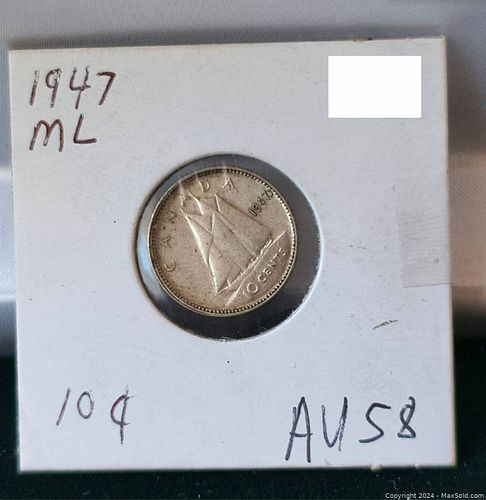 1947
ML
CANADA
1947
10 CENTS
10¢
AU58
Copyright 2024 - MaxSold.com